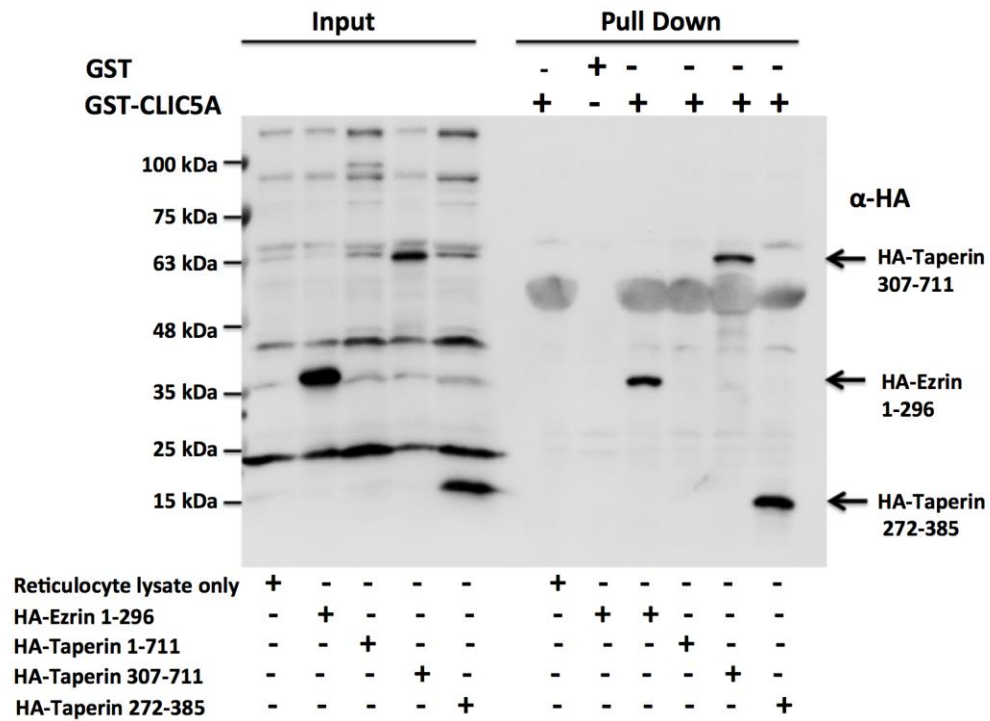 Input Pull Down
GST - + - - - -
GST-CLIC5A + - + + + +
100 kDa
75 kDa
α-HA
63 kDa
HA-Taperin
307-711
48 kDa
35 kDa
HA-Ezrin
1-296
25 kDa
15 kDa
HA-Taperin
272-385
Reticulocyte lysate only + - - - - + - - - - -
HA-Ezrin 1-296 - + - - - - + + - - -
HA-Taperin 1-711 - - + - - - - - + - -
HA-Taperin 307-711 - - - + - - - - - + -
HA-Taperin 272-385 - - - - + - - - - - +